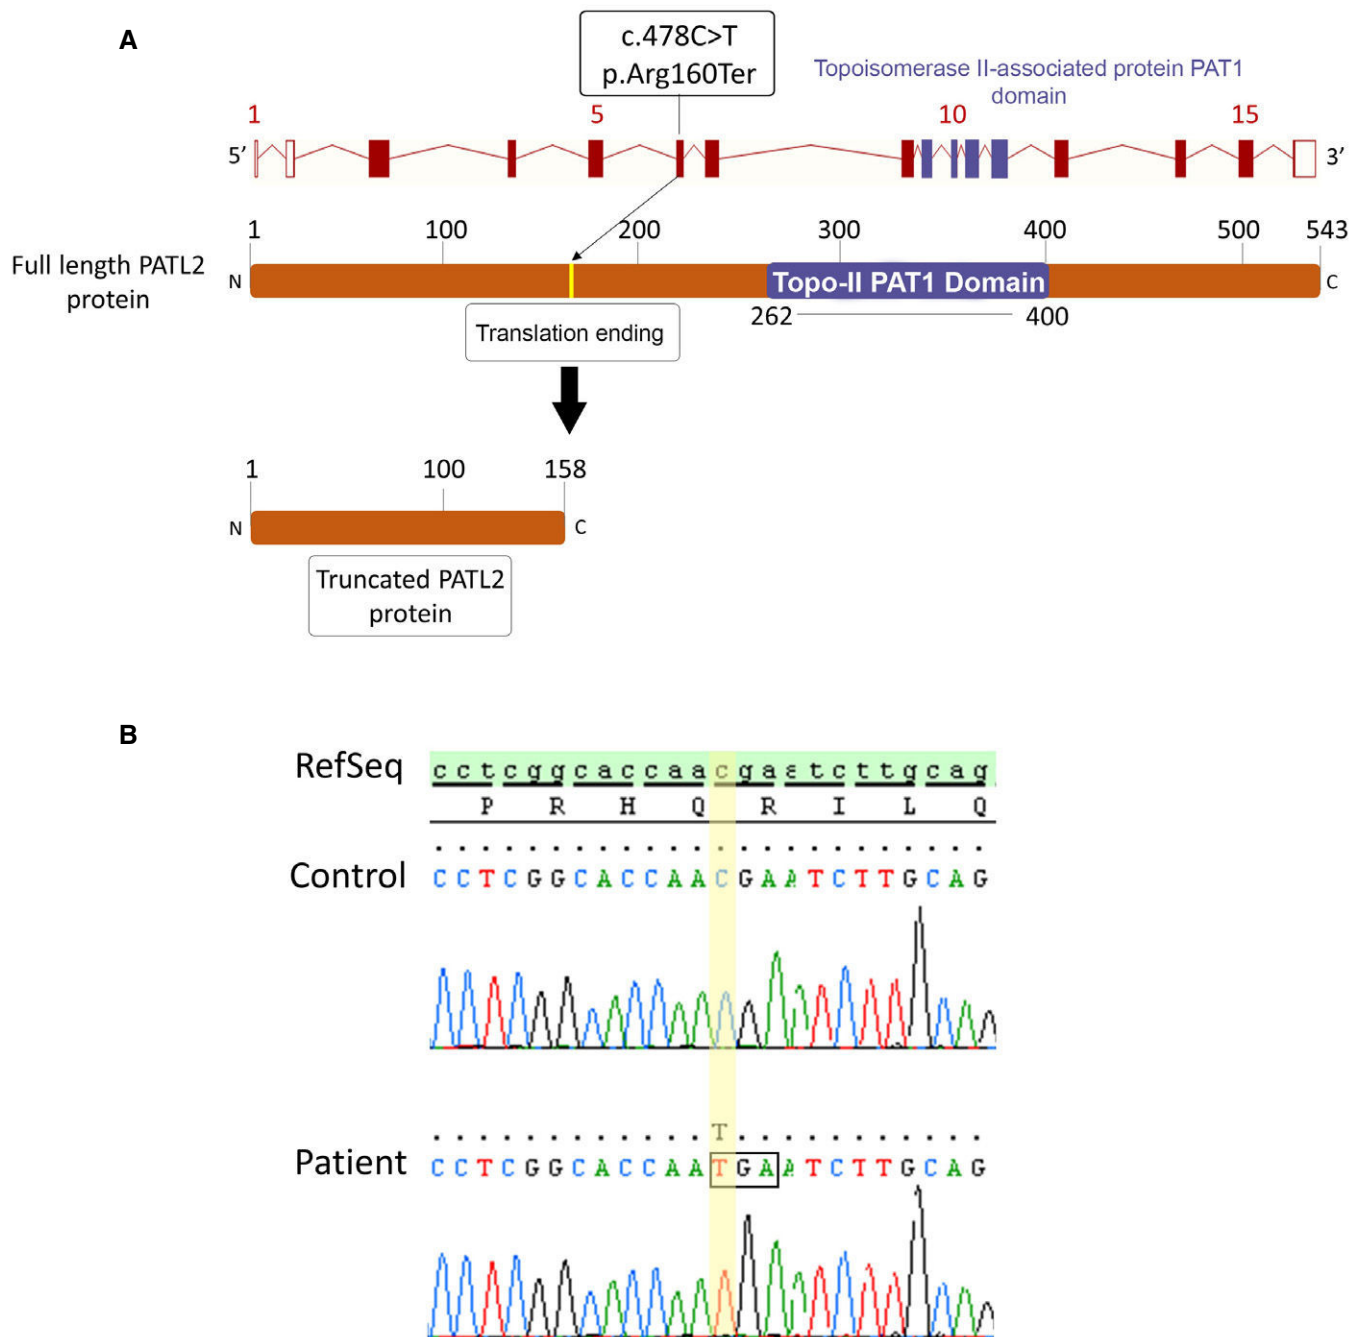 A
c.478C>T
p.Arg160Ter
Topoisomerase II-associated protein PAT1
domain
1 5 10 15
5’ 3’
1 100 200 300 400 500 543
Full length PATL2
protein
N Topo-II PAT1 Domain C
262 400
Translation ending
1 100 158
N C
Truncated PATL2
protein
B
RefSeq cctcggcaccaacgaatcttgcag
P R H Q R I L Q
Control CCTCGGCACCAACGAATCTTGCAG
T
Patient CCTCGGCACCAATGAATCTTGCAG